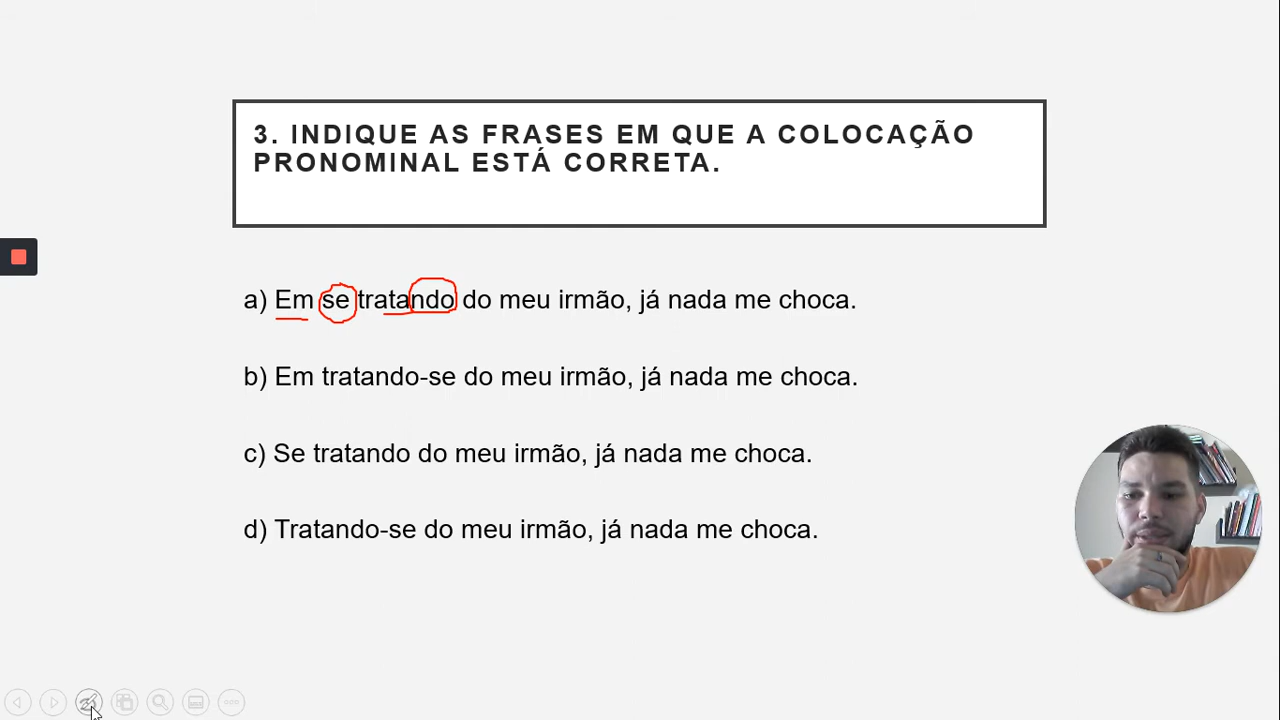 3. INDIQUE AS FRASES EM QUE A COLOCAÇÃO
PRONOMINAL ESTÁ CORRETA.
a) Em se tratando do meu irmão, já nada me choca.
b) Em tratando-se do meu irmão, já nada me choca.
c) Se tratando do meu irmão, já nada me choca.
d) Tratando-se do meu irmão, já nada me choca.